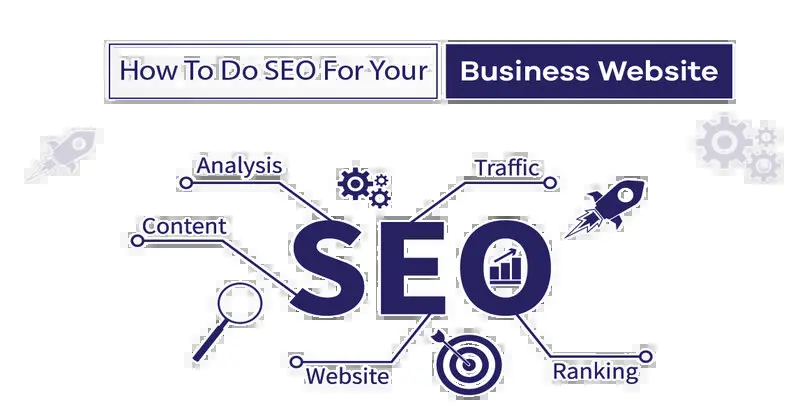 How To Do SEO For Your Business Website
Analysis
Traffic
Content
SEO
Website
Ranking